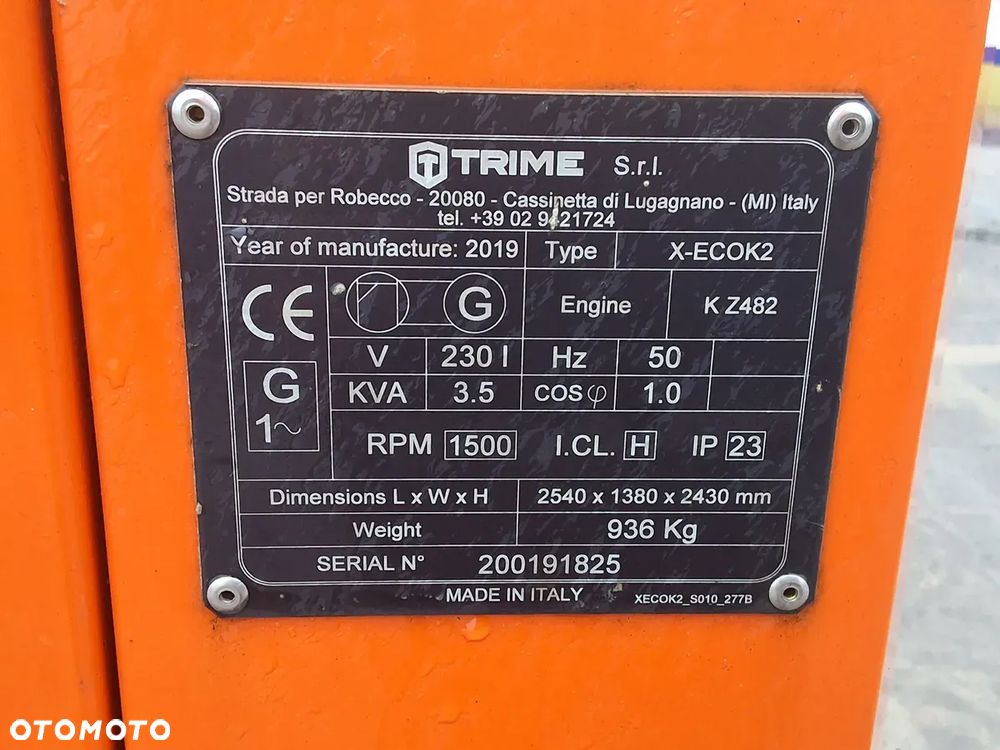 TRIME S.r.l.
Strada per Robecco - 20080 - Cassinetta di Lugagnano - (MI) Italy
tel. +39 02 9421724
Year of manufacture: 2019 Type X-ECOK2
CE G Engine K Z482
V 230 I Hz 50
G
KVA 3.5 COS φ 1.0
1~
RPM 1500 I.CL. H IP 23
Dimensions L x W x H 2540 x 1380 x 2430 mm
Weight 936 Kg
SERIAL N° 200191825
MADE IN ITALY XECOK2_S010_277B
OTOMOTO